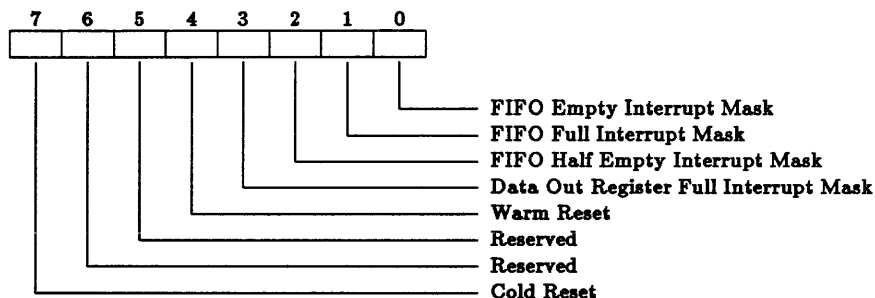 7 6 5 4 3 2 1 0
FIFO Empty Interrupt Mask
FIFO Full Interrupt Mask
FIFO Half Empty Interrupt Mask
Data Out Register Full Interrupt Mask
Warm Reset
Reserved
Reserved
Cold Reset